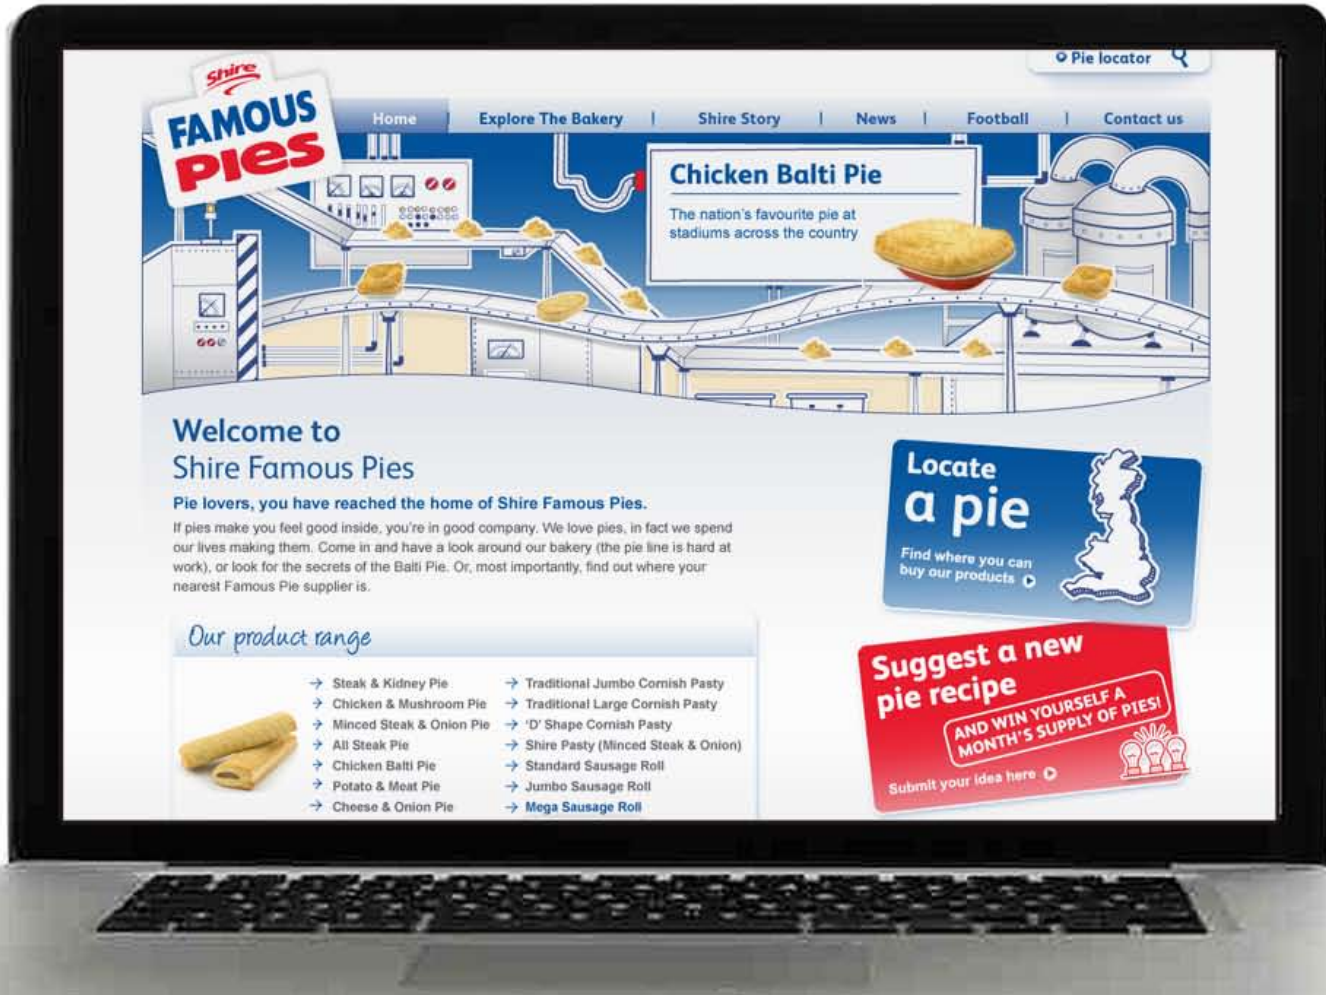 Shire
FAMOUS
PIES
Pie locator
Home | Explore The Bakery | Shire Story | News | Football | Contact us
Chicken Balti Pie
The nation's favourite pie at
stadiums across the country
Welcome to
Shire Famous Pies
Pie lovers, you have reached the home of Shire Famous Pies.
If pies make you feel good inside, you're in good company. We love pies, in fact we spend
our lives making them. Come in and have a look around our bakery (the pie line is hard at
work), or look for the secrets of the Balti Pie. Or, most importantly, find out where your
nearest Famous Pie supplier is.
Our product range
Steak & Kidney Pie
Chicken & Mushroom Pie
Minced Steak & Onion Pie
All Steak Pie
Chicken Balti Pie
Potato & Meat Pie
Cheese & Onion Pie
Traditional Jumbo Cornish Pasty
Traditional Large Cornish Pasty
'D' Shape Cornish Pasty
Shire Pasty (Minced Steak & Onion)
Standard Sausage Roll
Jumbo Sausage Roll
Mega Sausage Roll
Locate
a pie
Find where you can
buy our products
Suggest a new
pie recipe
AND WIN YOURSELF A
MONTH'S SUPPLY OF PIES!
Submit your idea here